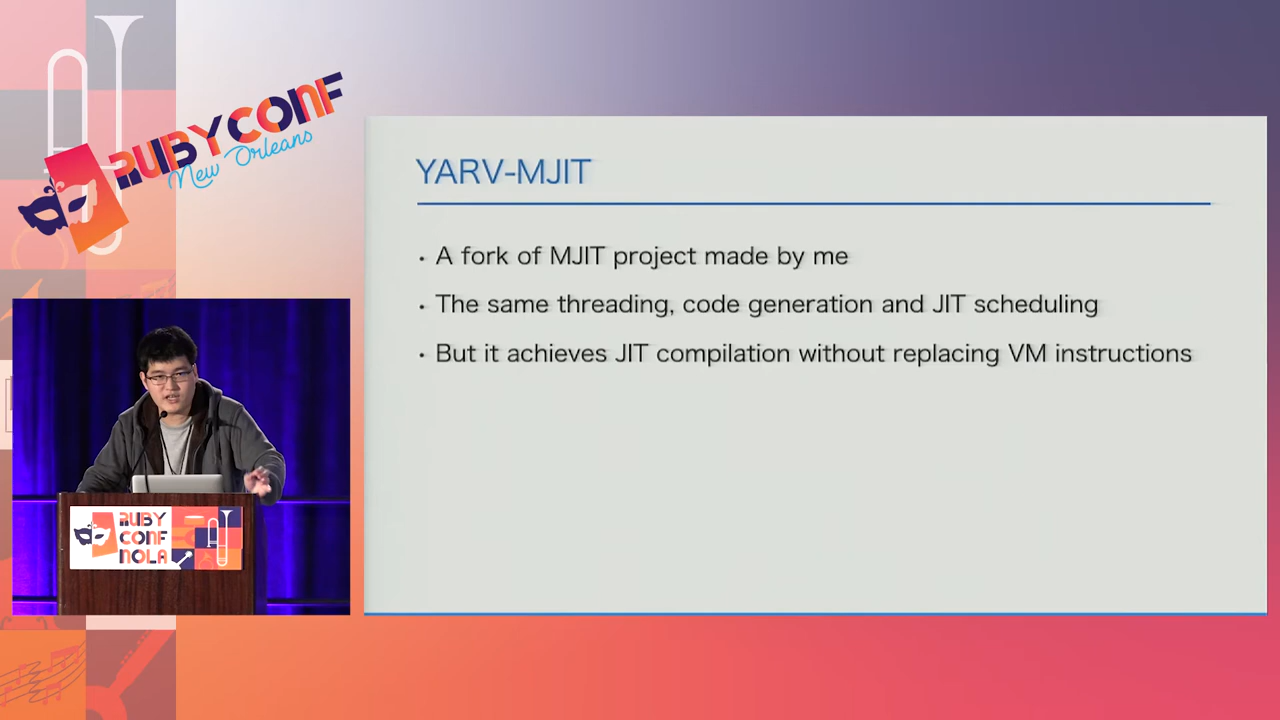 RUBYCONF
New Orleans
YARV-MJIT
• A fork of MJIT project made by me
• The same threading, code generation and JIT scheduling
• But it achieves JIT compilation without replacing VM instructions
RUBY
CONF
NOLA